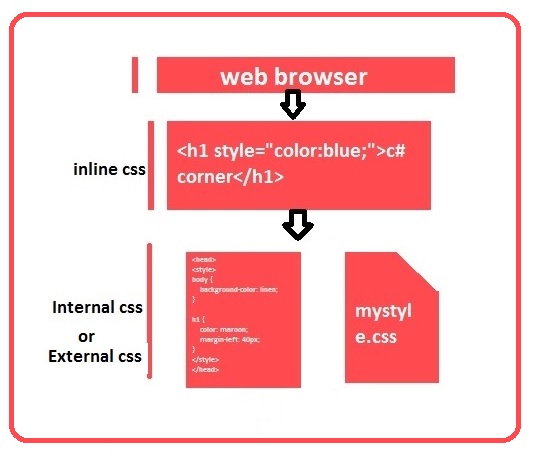 web browser
inline css
<h1 style="color:blue;">c#
corner</h1>
Internal css
or
External css
<head>
<style>
body {
background-color: linen;
}
h1 {
color: maroon;
margin-left: 40px;
}
</style>
</head>
mystyl
e.css